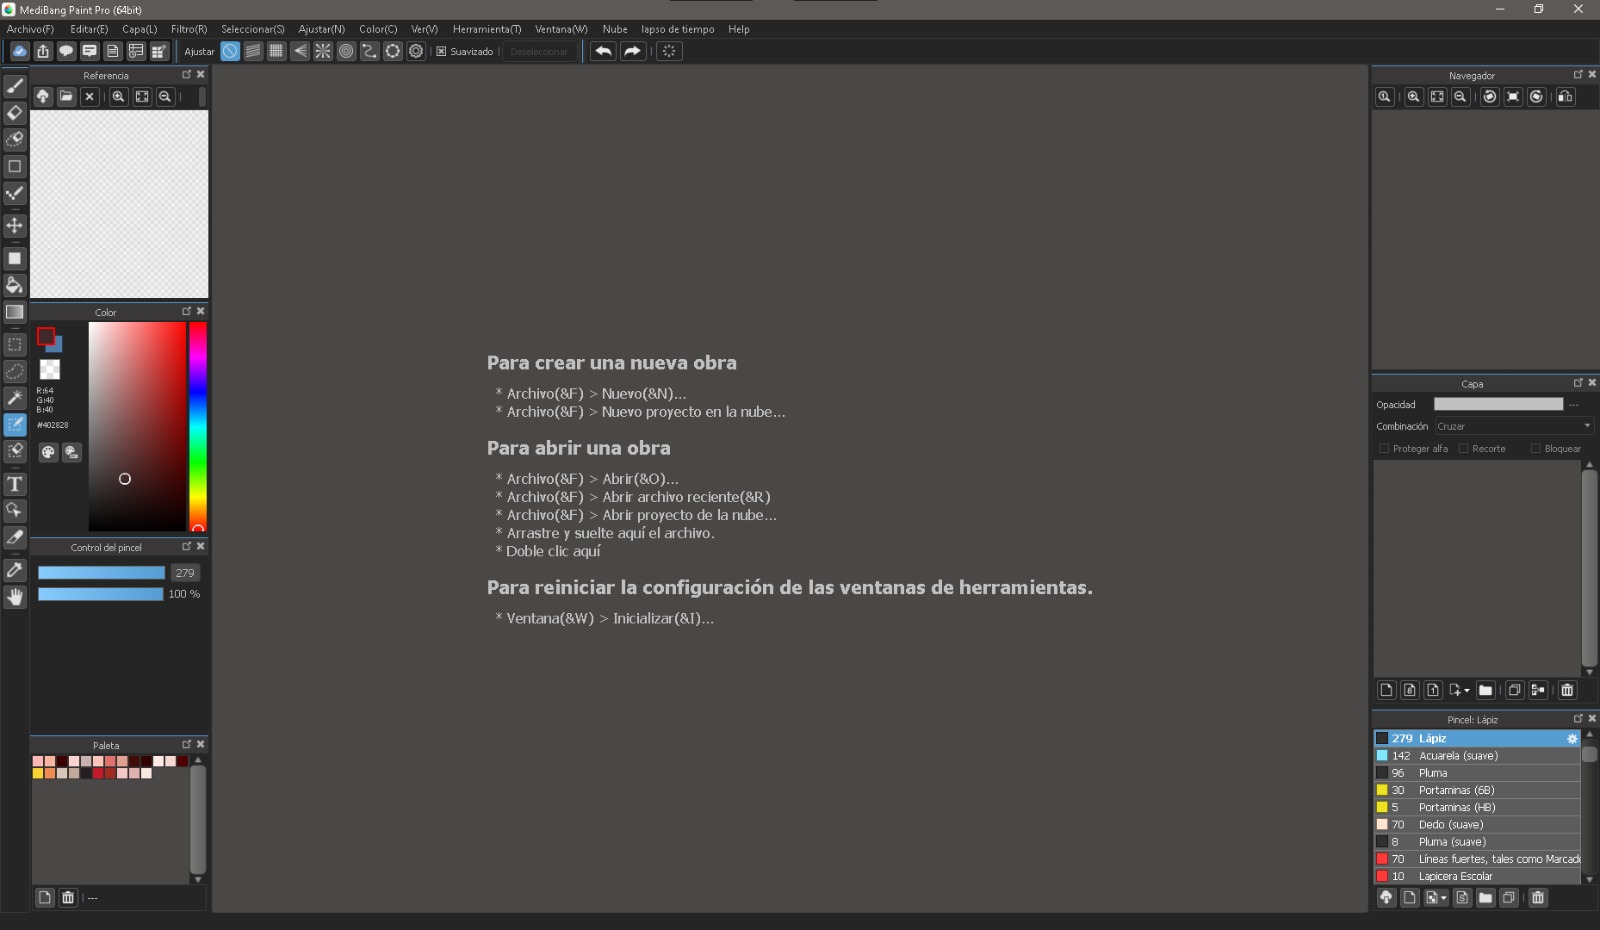 MediBang Paint Pro (64bit)
Archivo(F) Editar(E) Capa(L) Filtro(R) Seleccionar(S) Ajustar(N) Color(C) Ver(V) Herramienta(T) Ventana(W) Nube lapso de tiempo Help
Ajustar Suavizado Deseleccionar
Referencia
Color
R:64
G:40
B:40
#402828
Control del pincel
279
100 %
Paleta
---
Para crear una nueva obra
* Archivo(&F) > Nuevo(&N)...
* Archivo(&F) > Nuevo proyecto en la nube...
Para abrir una obra
* Archivo(&F) > Abrir(&O)...
* Archivo(&F) > Abrir archivo reciente(&R)
* Archivo(&F) > Abrir proyecto de la nube...
* Arrastre y suelte aquí el archivo.
* Doble clic aquí
Para reiniciar la configuración de las ventanas de herramientas.
* Ventana(&W) > Inicializar(&I)...
Navegador
Capa
Opacidad ---
Combinación Cruzar
Proteger alfa Recorte Bloquear
Pincel: Lápiz
279 Lápiz
142 Acuarela (suave)
96 Pluma
30 Portaminas (6B)
5 Portaminas (HB)
70 Dedo (suave)
8 Pluma (suave)
70 Líneas fuertes, tales como Marcado
10 Lapicera Escolar